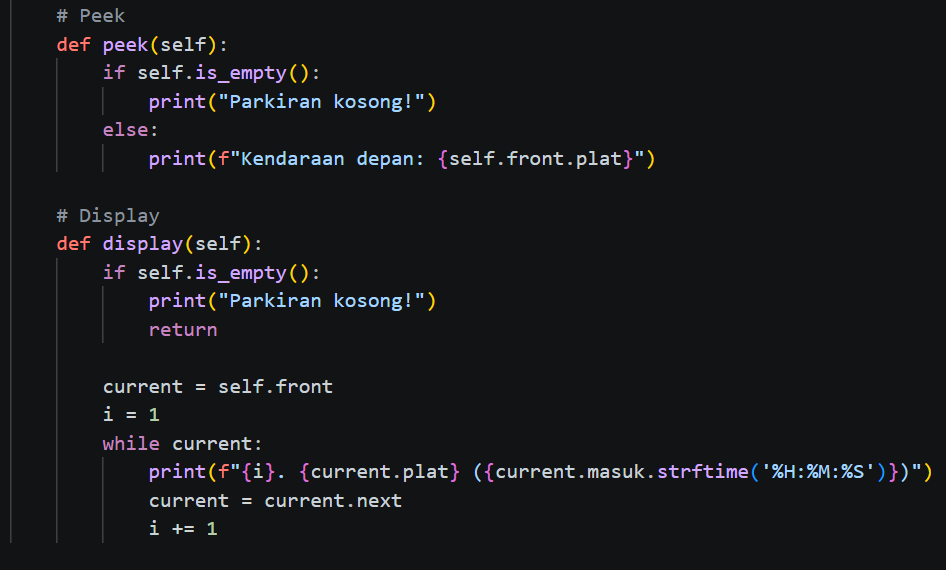 # Peek
def peek(self):
    if self.is_empty():
        print("Parkiran kosong!")
    else:
        print(f"Kendaraan depan: {self.front.plat}")

# Display
def display(self):
    if self.is_empty():
        print("Parkiran kosong!")
        return

    current = self.front
    i = 1
    while current:
        print(f"{i}. {current.plat} ({current.masuk.strftime('%H:%M:%S')})")
        current = current.next
        i += 1